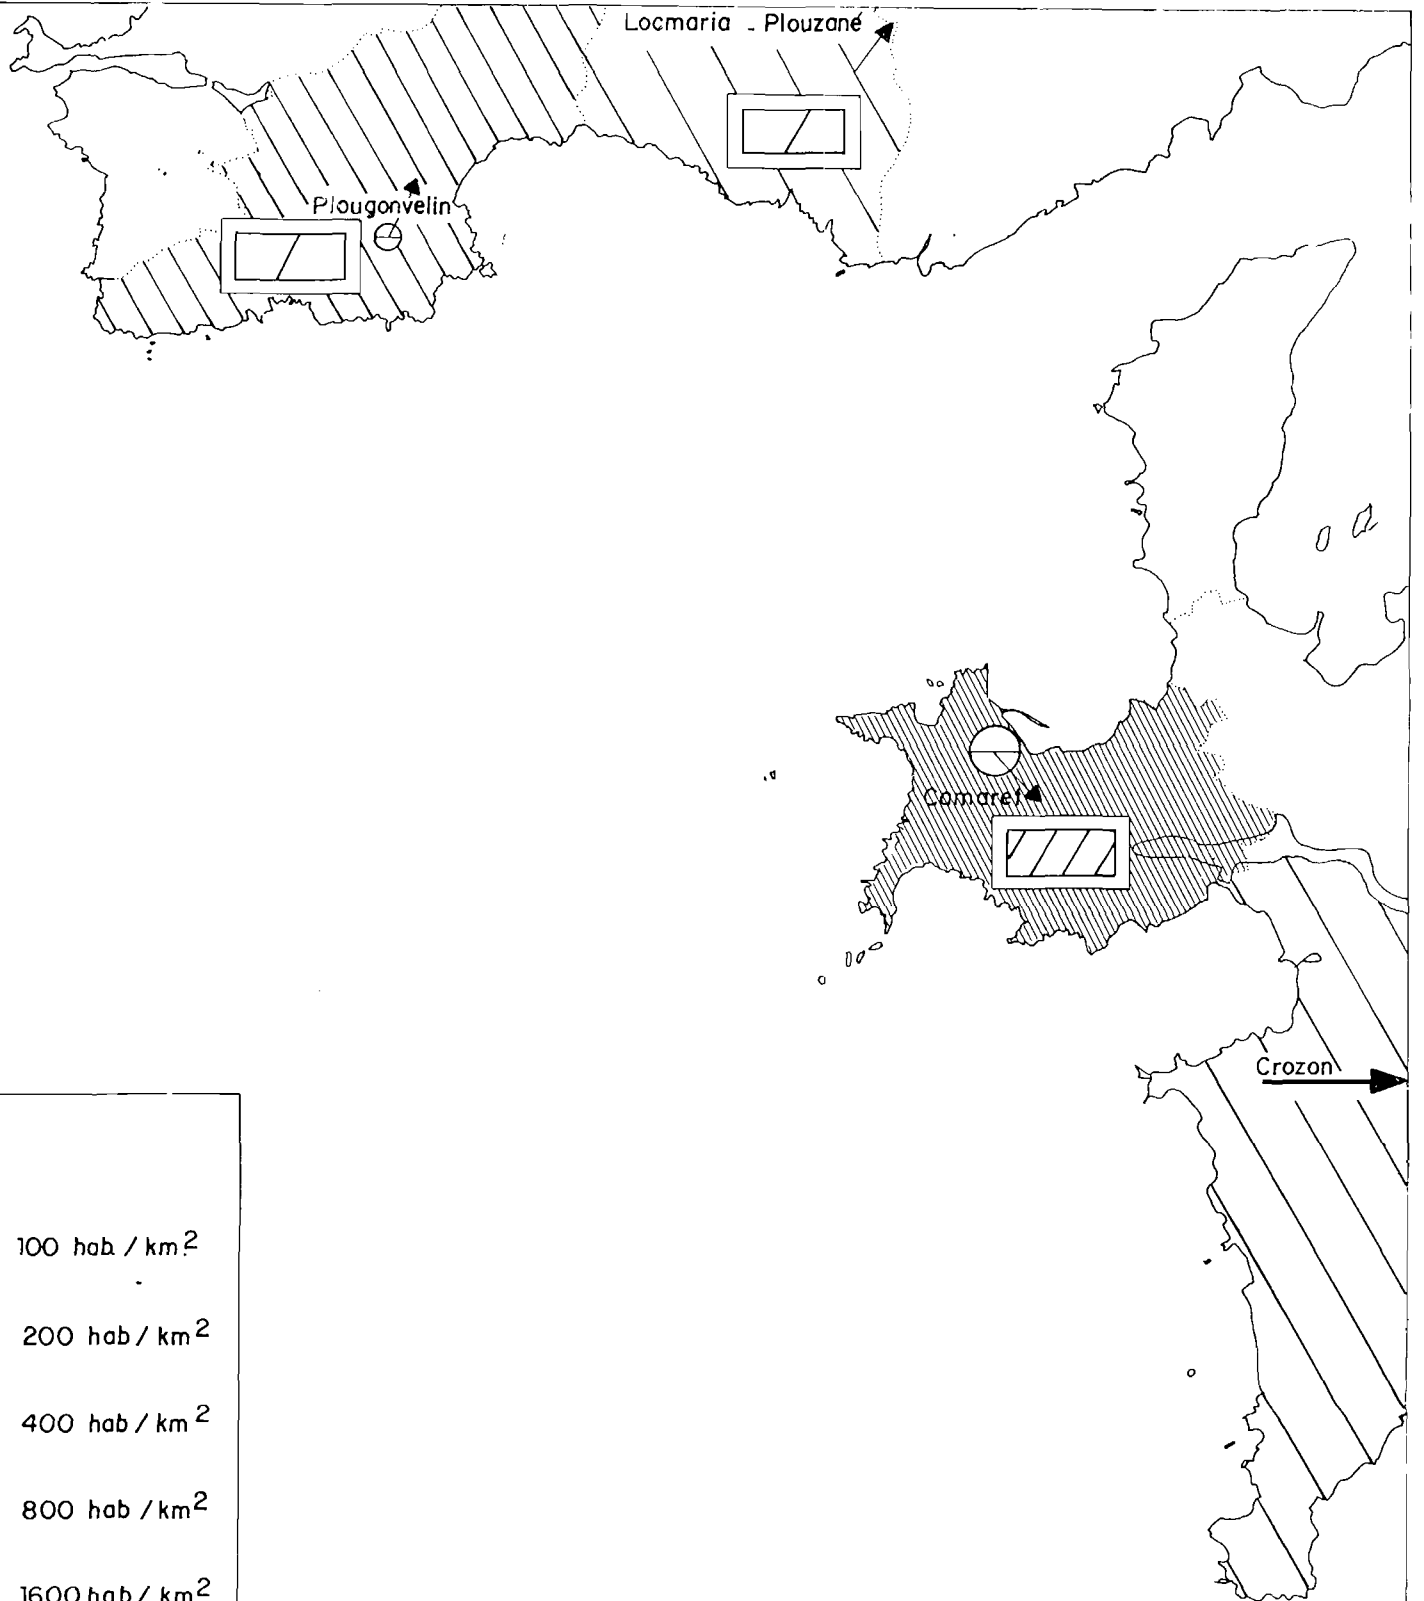 Locmaria - Plouzané
Plougonvelin
Camaret
Crozon
100 hab / km²
200 hab / km²
400 hab / km²
800 hab / km²
1600 hab / km²